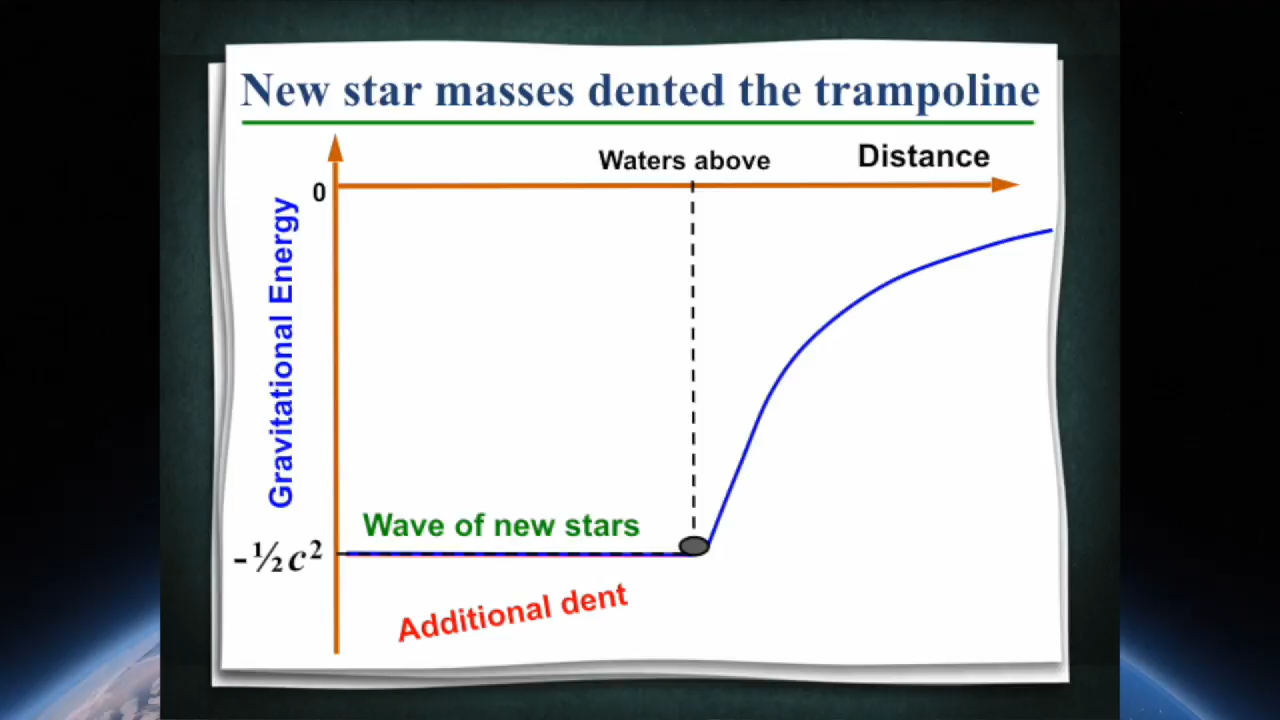 New star masses dented the trampoline
Waters above
Distance
0
Gravitational Energy
Wave of new stars
-½c²
Additional dent